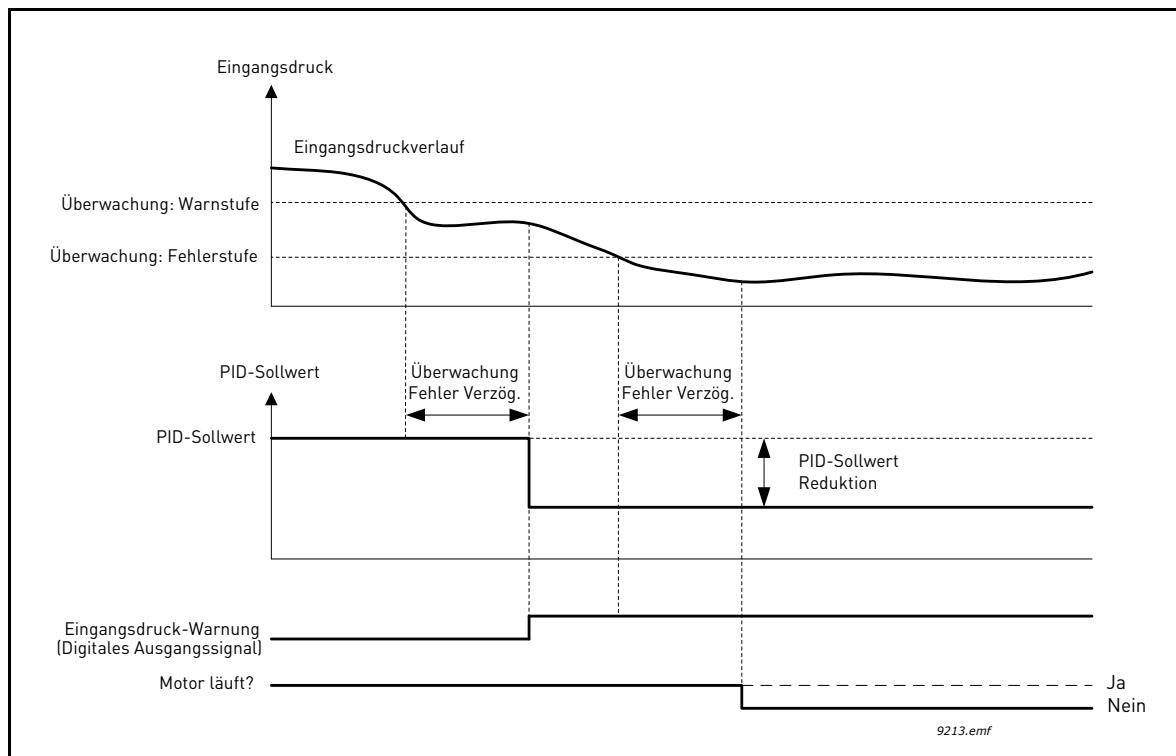 Eingangsdruck
Eingangsdruckverlauf
Überwachung: Warnstufe
Überwachung: Fehlerstufe
PID-Sollwert
Überwachung
Fehler Verzög.
Überwachung
Fehler Verzög.
PID-Sollwert
PID-Sollwert
Reduktion
Eingangsdruck-Warnung
(Digitales Ausgangssignal)
Motor läuft?
Ja
Nein
9213.emf